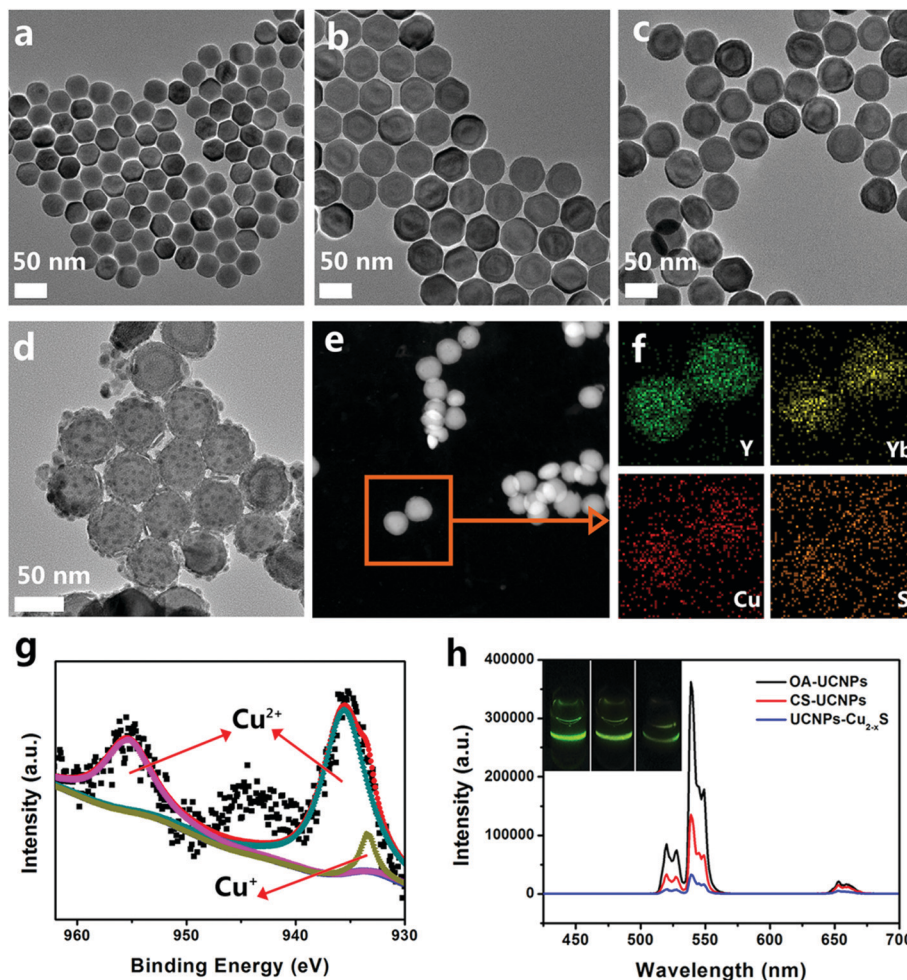 a
50 nm
b
50 nm
c
50 nm
d
50 nm
e
f
Y
Yb
Cu
S
g
Cu²⁺
Cu⁺
Intensity (a.u.)
960 950 940 930
Binding Energy (eV)
h
400000
300000
200000
100000
0
OA-UCNPs
CS-UCNPs
UCNPs-Cu₂₋ₓS
Intensity (a.u.)
450 500 550 600 650 700
Wavelength (nm)